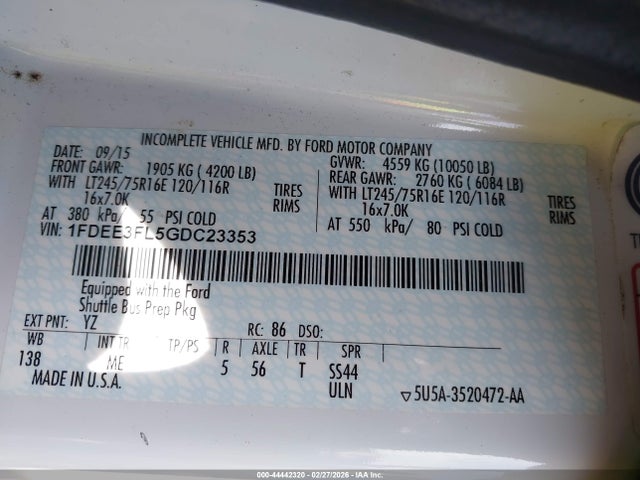 INCOMPLETE VEHICLE MFD. BY FORD MOTOR COMPANY
DATE: 09/15 GVWR: 4559 KG (10050 LB)
FRONT GAWR: 1905 KG (4200 LB) REAR GAWR: 2760 KG (6084 LB)
WITH LT245/75R16E 120/116R TIRES WITH LT245/75R16E 120/116R TIRES
16x7.0K RIMS 16x7.0K RIMS
AT 380 kPa/ 55 PSI COLD AT 550 kPa/ 80 PSI COLD
VIN: 1FDEE3FL5GDC23353
Equipped with the Ford
Shuttle Bus Prep Pkg
EXT PNT: YZ RC: 86 DSO:
WB INT TR TP/PS R AXLE TR SPR
138 ME 5 56 T SS44
ULN
MADE IN U.S.A. 5U5A-3520472-AA
000-44442320 - 02/27/2026 - IAA Inc.